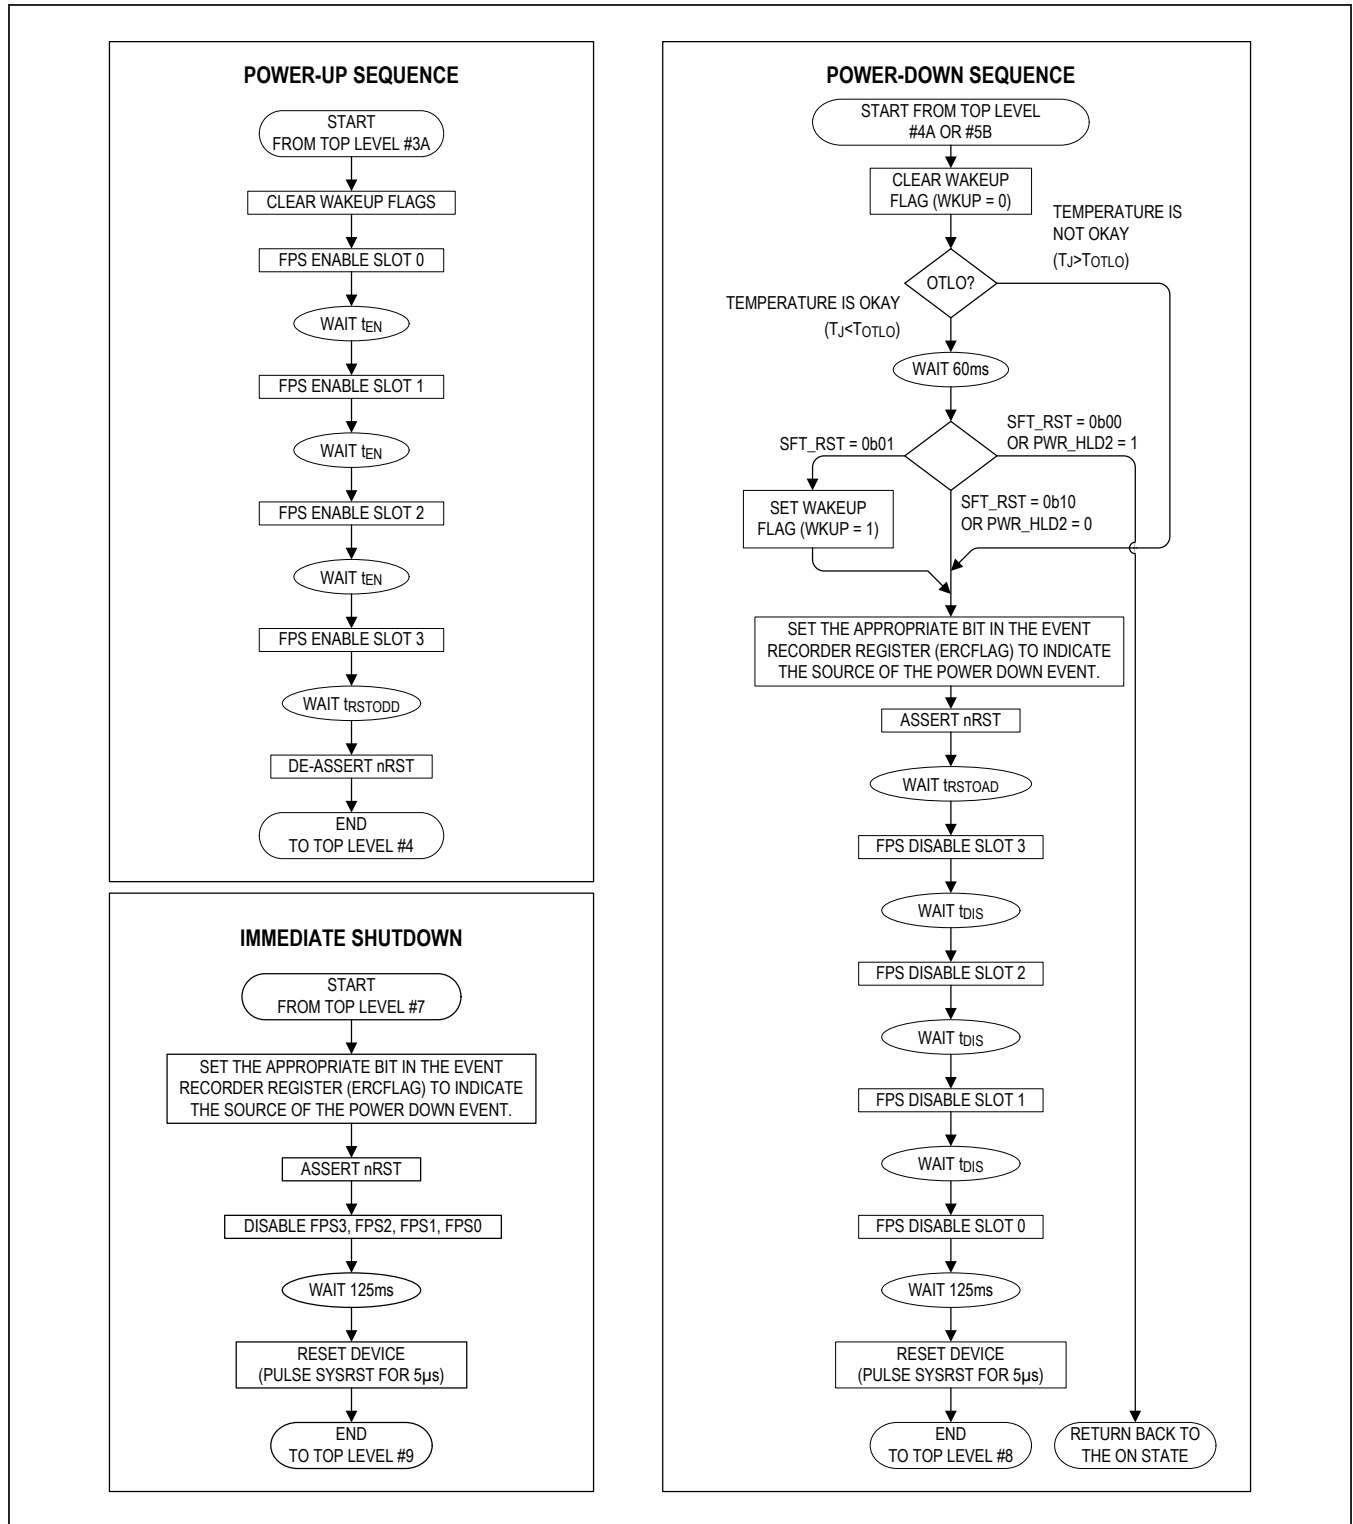 POWER-UP SEQUENCE
START
FROM TOP LEVEL #3A
CLEAR WAKEUP FLAGS
FPS ENABLE SLOT 0
WAIT tEN
FPS ENABLE SLOT 1
WAIT tEN
FPS ENABLE SLOT 2
WAIT tEN
FPS ENABLE SLOT 3
WAIT tRSTODD
DE-ASSERT nRST
END
TO TOP LEVEL #4
IMMEDIATE SHUTDOWN
START
FROM TOP LEVEL #7
SET THE APPROPRIATE BIT IN THE EVENT
RECORDER REGISTER (ERCFLAG) TO INDICATE
THE SOURCE OF THE POWER DOWN EVENT.
ASSERT nRST
DISABLE FPS3, FPS2, FPS1, FPS0
WAIT 125ms
RESET DEVICE
(PULSE SYSRST FOR 5µs)
END
TO TOP LEVEL #9
POWER-DOWN SEQUENCE
START FROM TOP LEVEL
#4A OR #5B
CLEAR WAKEUP
FLAG (WKUP = 0)
TEMPERATURE IS
NOT OKAY
(TJ>TOTLO)
OTLO?
TEMPERATURE IS OKAY
(TJ<TOTLO)
WAIT 60ms
SFT_RST = 0b00
OR PWR_HLD2 = 1
SFT_RST = 0b01
SET WAKEUP
FLAG (WKUP = 1)
SFT_RST = 0b10
OR PWR_HLD2 = 0
SET THE APPROPRIATE BIT IN THE EVENT
RECORDER REGISTER (ERCFLAG) TO INDICATE
THE SOURCE OF THE POWER DOWN EVENT.
ASSERT nRST
WAIT tRSTOAD
FPS DISABLE SLOT 3
WAIT tDIS
FPS DISABLE SLOT 2
WAIT tDIS
FPS DISABLE SLOT 1
WAIT tDIS
FPS DISABLE SLOT 0
WAIT 125ms
RESET DEVICE
(PULSE SYSRST FOR 5µs)
END
TO TOP LEVEL #8
RETURN BACK TO
THE ON STATE